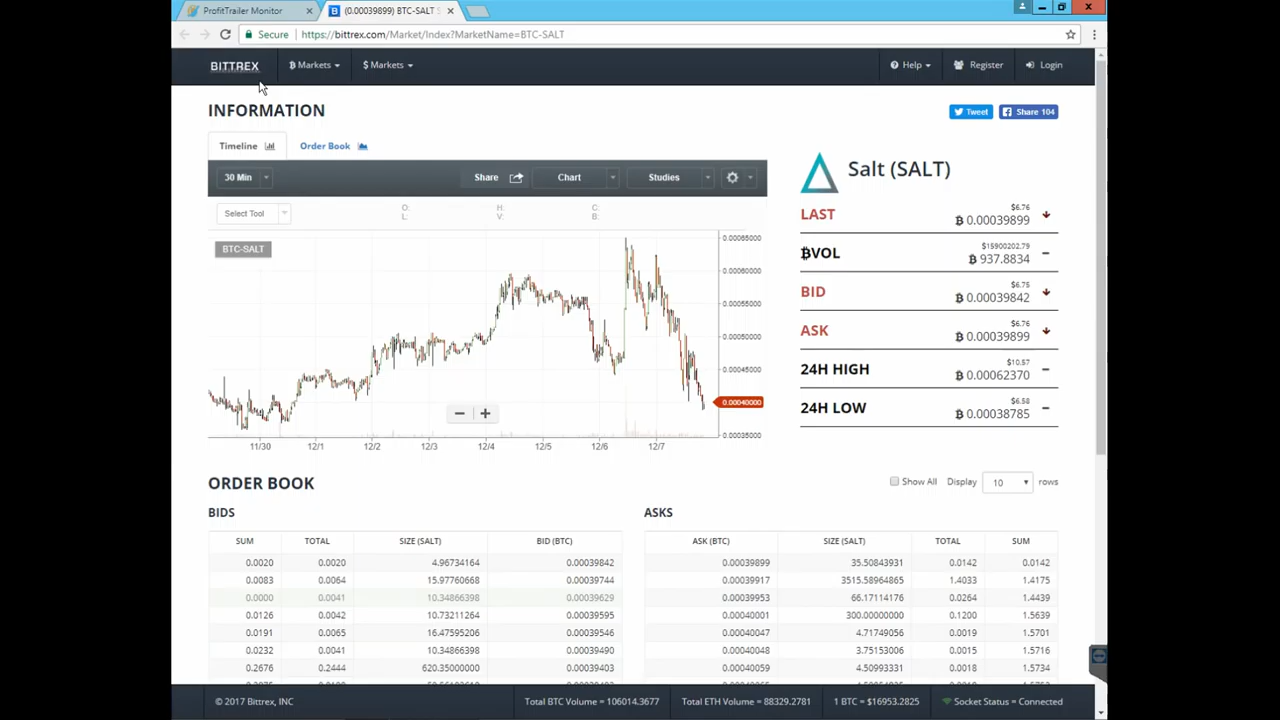 ProfitTrailer Monitor
(0.00039899) BTC-SALT S
Secure https://bittrex.com/Market/Index?MarketName=BTC-SALT
BITTREX
Ƀ Markets
$ Markets
Help
Register
Login
INFORMATION
Tweet
Share 104
Timeline
Order Book
30 Min
Share
Chart
Studies
Select Tool
O: H: C:
L: V: B:
BTC-SALT
0.00065000
0.00060000
0.00055000
0.00050000
0.00045000
0.00040000
0.00035000
11/30 12/1 12/2 12/3 12/4 12/5 12/6 12/7
Salt (SALT)
$6.76
LAST Ƀ 0.00039899
$15900202.79
ɃVOL Ƀ 937.8834
$6.75
BID Ƀ 0.00039842
$6.76
ASK Ƀ 0.00039899
$10.57
24H HIGH Ƀ 0.00062370
$6.58
24H LOW Ƀ 0.00038785
ORDER BOOK
Show All Display 10 rows
BIDS
SUM TOTAL SIZE (SALT) BID (BTC)
0.0020 0.0020 4.96734164 0.00039842
0.0083 0.0064 15.97760668 0.00039744
0.0000 0.0041 10.34866398 0.00039629
0.0126 0.0042 10.73211264 0.00039595
0.0191 0.0065 16.47595206 0.00039546
0.0232 0.0041 10.34866398 0.00039490
0.2676 0.2444 620.35000000 0.00039403
ASKS
ASK (BTC) SIZE (SALT) TOTAL SUM
0.00039899 35.50843931 0.0142 0.0142
0.00039917 3515.58964865 1.4033 1.4175
0.00039953 66.17114176 0.0264 1.4439
0.00040001 300.00000000 0.1200 1.5639
0.00040047 4.71749056 0.0019 1.5701
0.00040048 3.75153006 0.0015 1.5716
0.00040059 4.50993331 0.0018 1.5734
© 2017 Bittrex, INC
Total BTC Volume = 106014.3677
Total ETH Volume = 88329.2781
1 BTC = $16953.2825
Socket Status = Connected